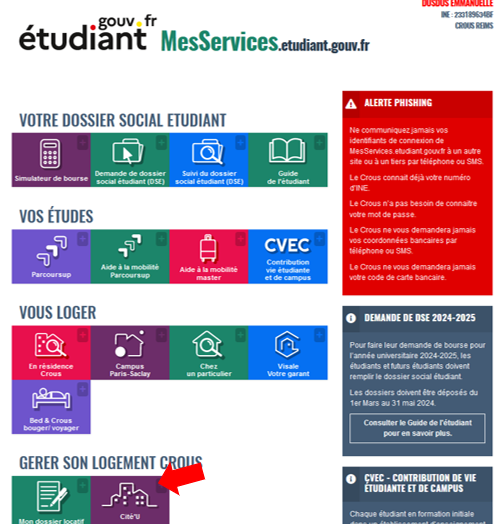 DUSDUS EMMANUELLE
INE : 233189634BF
CROUS REIMS
gouv.fr
étudiant
MesServices.etudiant.gouv.fr
VOTRE DOSSIER SOCIAL ETUDIANT
Simulateur de bourse
Demande de dossier
social étudiant (DSE)
Suivi du dossier
social étudiant (DSE)
Guide
de l'étudiant
VOS ÉTUDES
Parcoursup
Aide à la mobilité
Parcoursup
Aide à la mobilité
master
CVEC
Contribution
vie étudiante
et de campus
VOUS LOGER
En résidence
Crous
Campus
Paris-Saclay
Chez
un particulier
Visale
Votre garant
Bed & Crous
bouger/ voyager
GERER SON LOGEMENT CROUS
Mon dossier locatif
Cité'U
ALERTE PHISHING
Ne communiquez jamais vos
identifiants de connexion de
MesServices.etudiant.gouv.fr à un autre
site ou à un tiers par téléphone ou SMS.
Le Crous connait déjà votre numéro
d'INE.
Le Crous n'a pas besoin de connaitre
votre mot de passe.
Le Crous ne vous demandera jamais
vos coordonnées bancaires par
téléphone ou SMS.
Le Crous ne vous demandera jamais
votre code de carte bancaire.
DEMANDE DE DSE 2024-2025
Pour faire leur demande de bourse pour
l'année universitaire 2024-2025, les
étudiants et futurs étudiants doivent
remplir le dossier social étudiant.
Les dossiers doivent être déposés du
1er Mars au 31 mai 2024.
Consulter le Guide de l'étudiant
pour en savoir plus.
CVEC - CONTRIBUTION DE VIE
ÉTUDIANTE ET DE CAMPUS
Chaque étudiant en formation initiale
dans un établissement d'enseignement